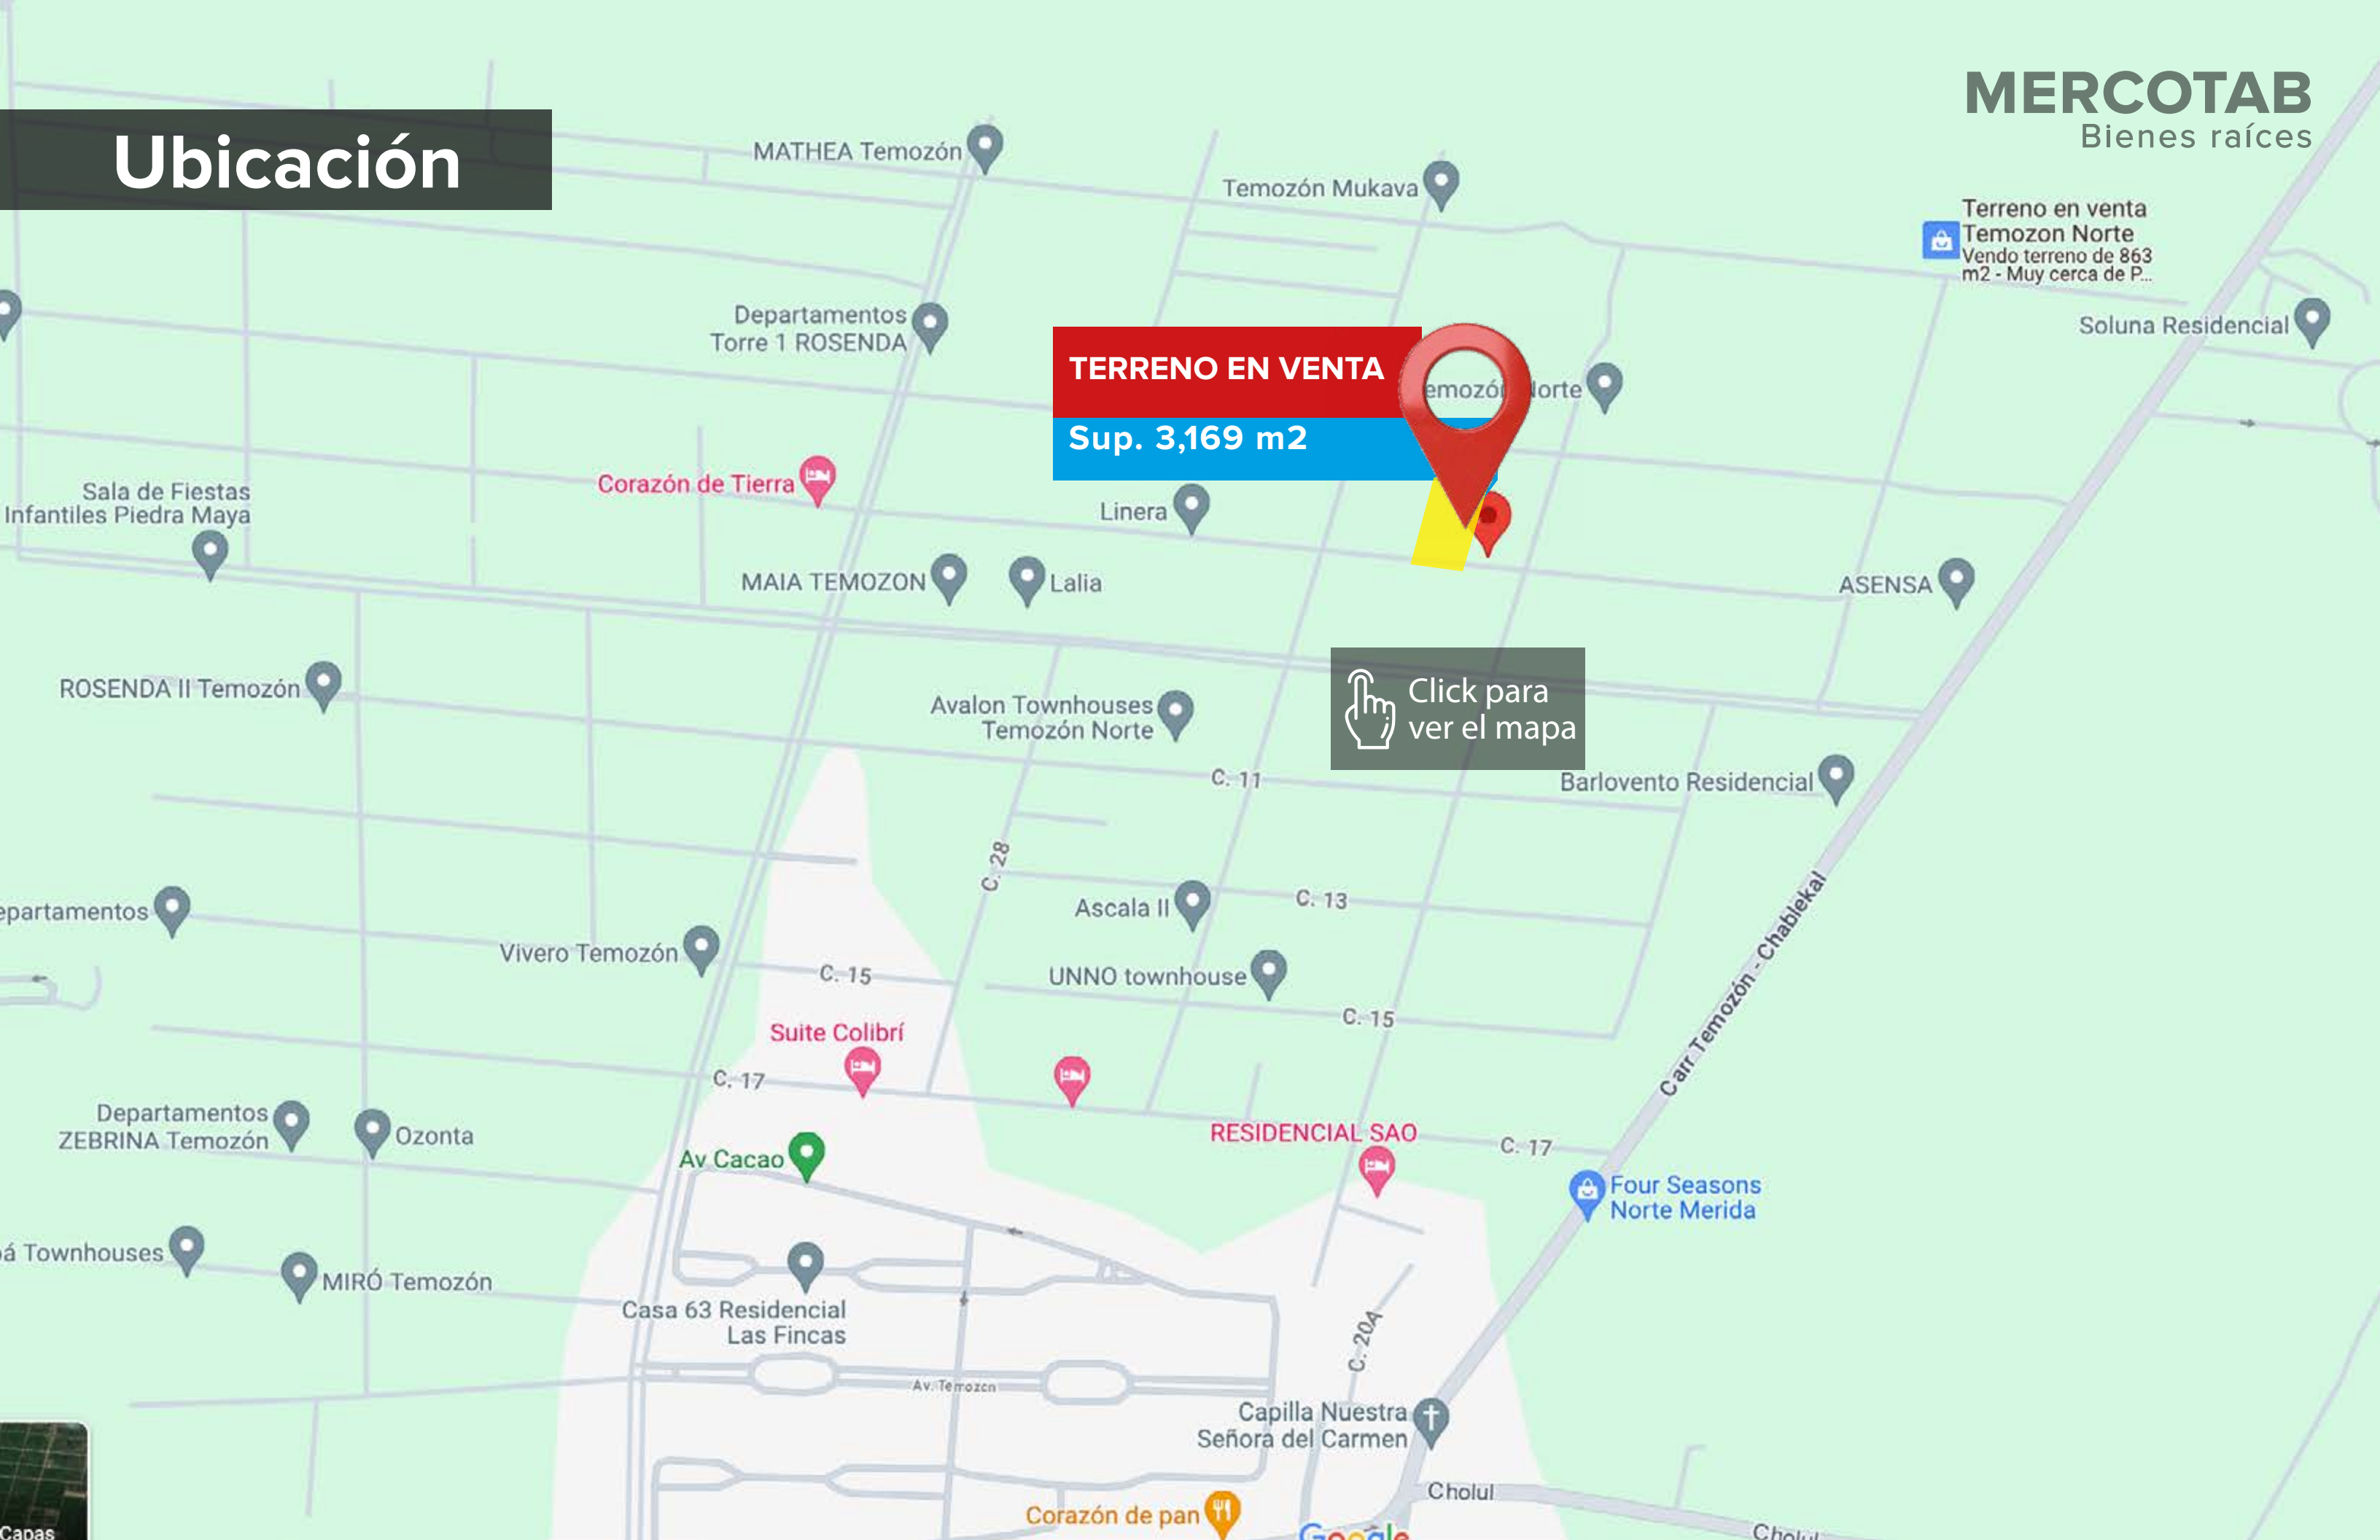 MERCOTAB
Bienes raíces
Ubicación
MATHEA Temozón
Temozón Mukava
Terreno en venta
Temozon Norte
Vendo terreno de 863
m2 - Muy cerca de P...
Soluna Residencial
Departamentos
Torre 1 ROSENDA
TERRENO EN VENTA
emozón Norte
Sup. 3,169 m2
Corazón de Tierra
Sala de Fiestas
Infantiles Piedra Maya
Linera
MAIA TEMOZON
Lalia
ASENSA
ROSENDA II Temozón
Avalon Townhouses
Temozón Norte
Click para
ver el mapa
C. 11
Barlovento Residencial
C. 28
C. 13
Ascala II
epartamentos
Vivero Temozón
C. 15
UNNO townhouse
C. 15
Carr Temozón - Chablekal
Suite Colibrí
C. 17
Departamentos
ZEBRINA Temozón
Ozonta
RESIDENCIAL SAO
C. 17
Av Cacao
Four Seasons
Norte Merida
á Townhouses
MIRÓ Temozón
Casa 63 Residencial
Las Fincas
C. 20A
Av. Temozon
Capilla Nuestra
Señora del Carmen
Cholul
Corazón de pan
Google
Cholul
Capas